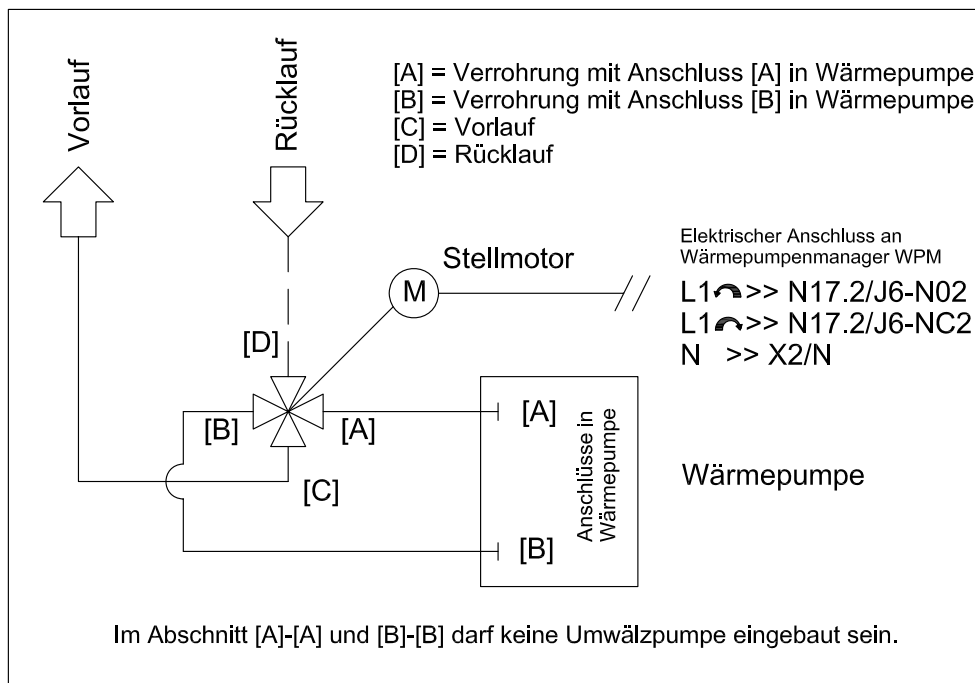 Vorlauf
Rücklauf
[A] = Verrohrung mit Anschluss [A] in Wärmepumpe
[B] = Verrohrung mit Anschluss [B] in Wärmepumpe
[C] = Vorlauf
[D] = Rücklauf
Elektrischer Anschluss an
Wärmepumpenmanager WPM
L1 >> N17.2/J6-N02
L1 >> N17.2/J6-NC2
N >> X2/N
Stellmotor
M
[D]
[B]
[A]
[C]
[A]
[B]
Anschlüsse in
Wärmepumpe
Wärmepumpe
Im Abschnitt [A]-[A] und [B]-[B] darf keine Umwälzpumpe eingebaut sein.